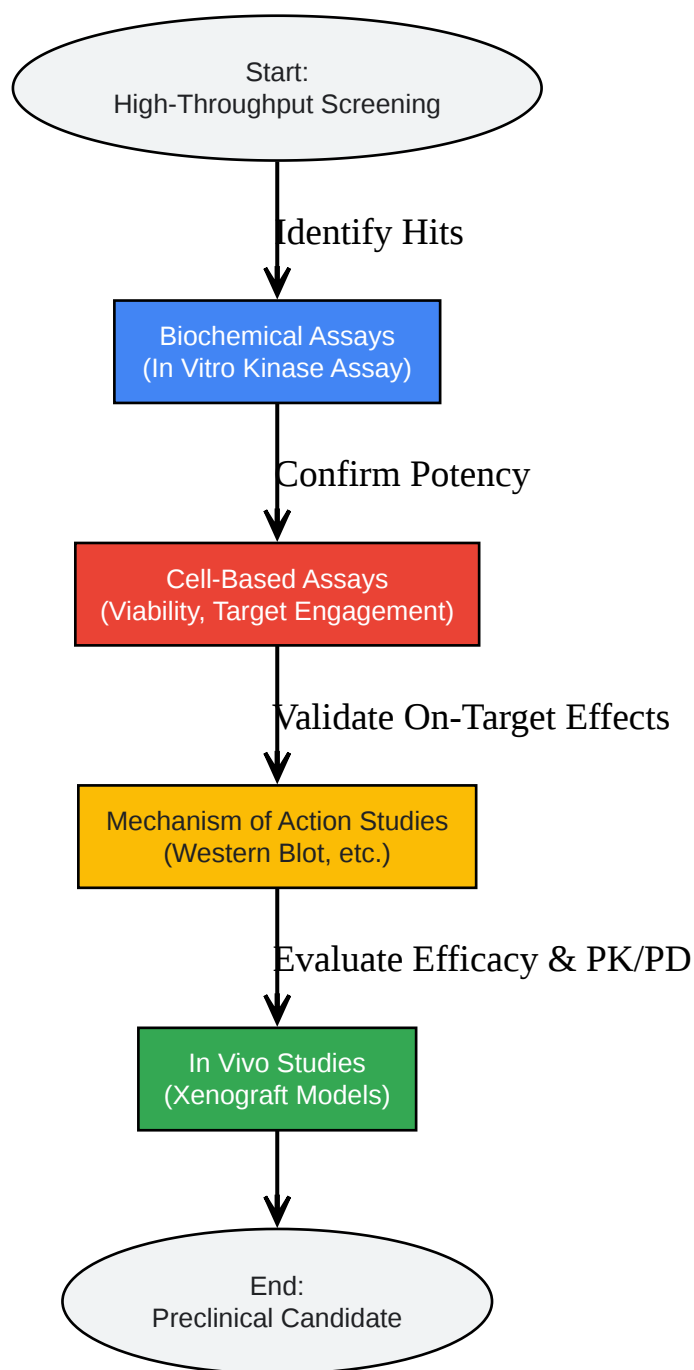 Start:
High-Throughput Screening
Identify Hits
Biochemical Assays
(In Vitro Kinase Assay)
Confirm Potency
Cell-Based Assays
(Viability, Target Engagement)
Validate On-Target Effects
Mechanism of Action Studies
(Western Blot, etc.)
Evaluate Efficacy & PK/PD
In Vivo Studies
(Xenograft Models)
End:
Preclinical Candidate